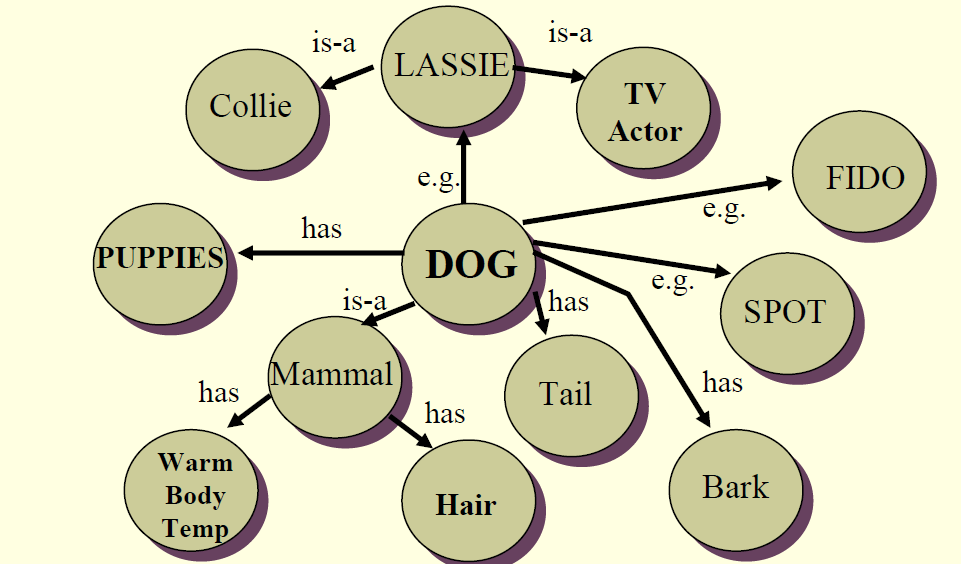 is-a
LASSIE
is-a
Collie
TV
Actor
e.g.
FIDO
e.g.
has
PUPPIES
DOG
e.g.
is-a
has
SPOT
Mammal
has
has
Tail
has
Warm
Body
Temp
Hair
Bark